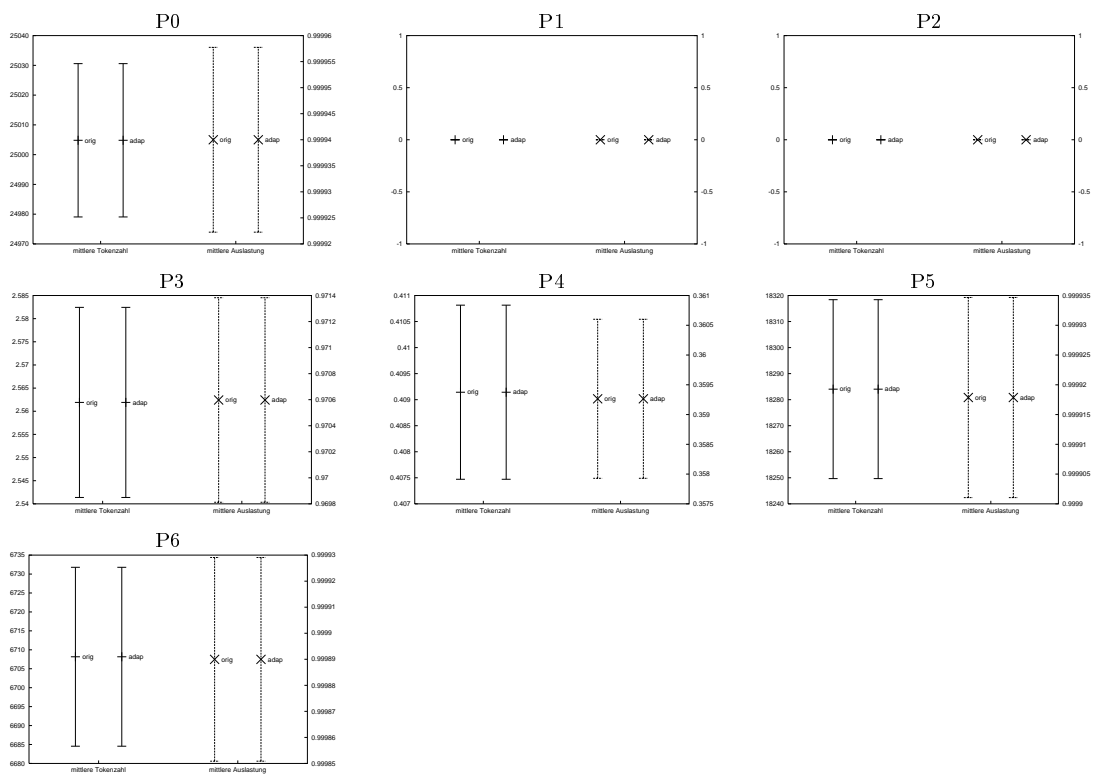 P0
25040
25030
25020
25010
25000
24990
24980
24970
0.99996
0.999955
0.99995
0.999945
0.99994
0.999935
0.99993
0.999925
0.99992
orig
adap
orig
adap
mittlere Tokenzahl
mittlere Auslastung
P1
1
0.5
0
-0.5
-1
1
0.5
0
-0.5
-1
orig
adap
orig
adap
mittlere Tokenzahl
mittlere Auslastung
P2
1
0.5
0
-0.5
-1
1
0.5
0
-0.5
-1
orig
adap
orig
adap
mittlere Tokenzahl
mittlere Auslastung
P3
2.585
2.58
2.575
2.57
2.565
2.56
2.555
2.55
2.545
2.54
0.9714
0.9712
0.971
0.9708
0.9706
0.9704
0.9702
0.97
0.9698
orig
adap
orig
adap
mittlere Tokenzahl
mittlere Auslastung
P4
0.411
0.4105
0.41
0.4095
0.409
0.4085
0.408
0.4075
0.407
0.361
0.3605
0.36
0.3595
0.359
0.3585
0.358
0.3575
orig
adap
orig
adap
mittlere Tokenzahl
mittlere Auslastung
P5
18320
18310
18300
18290
18280
18270
18260
18250
18240
0.999935
0.99993
0.999925
0.99992
0.999915
0.99991
0.999905
0.9999
orig
adap
orig
adap
mittlere Tokenzahl
mittlere Auslastung
P6
6735
6730
6725
6720
6715
6710
6705
6700
6695
6690
6685
6680
0.99993
0.99992
0.99991
0.9999
0.99989
0.99988
0.99987
0.99986
0.99985
orig
adap
orig
adap
mittlere Tokenzahl
mittlere Auslastung